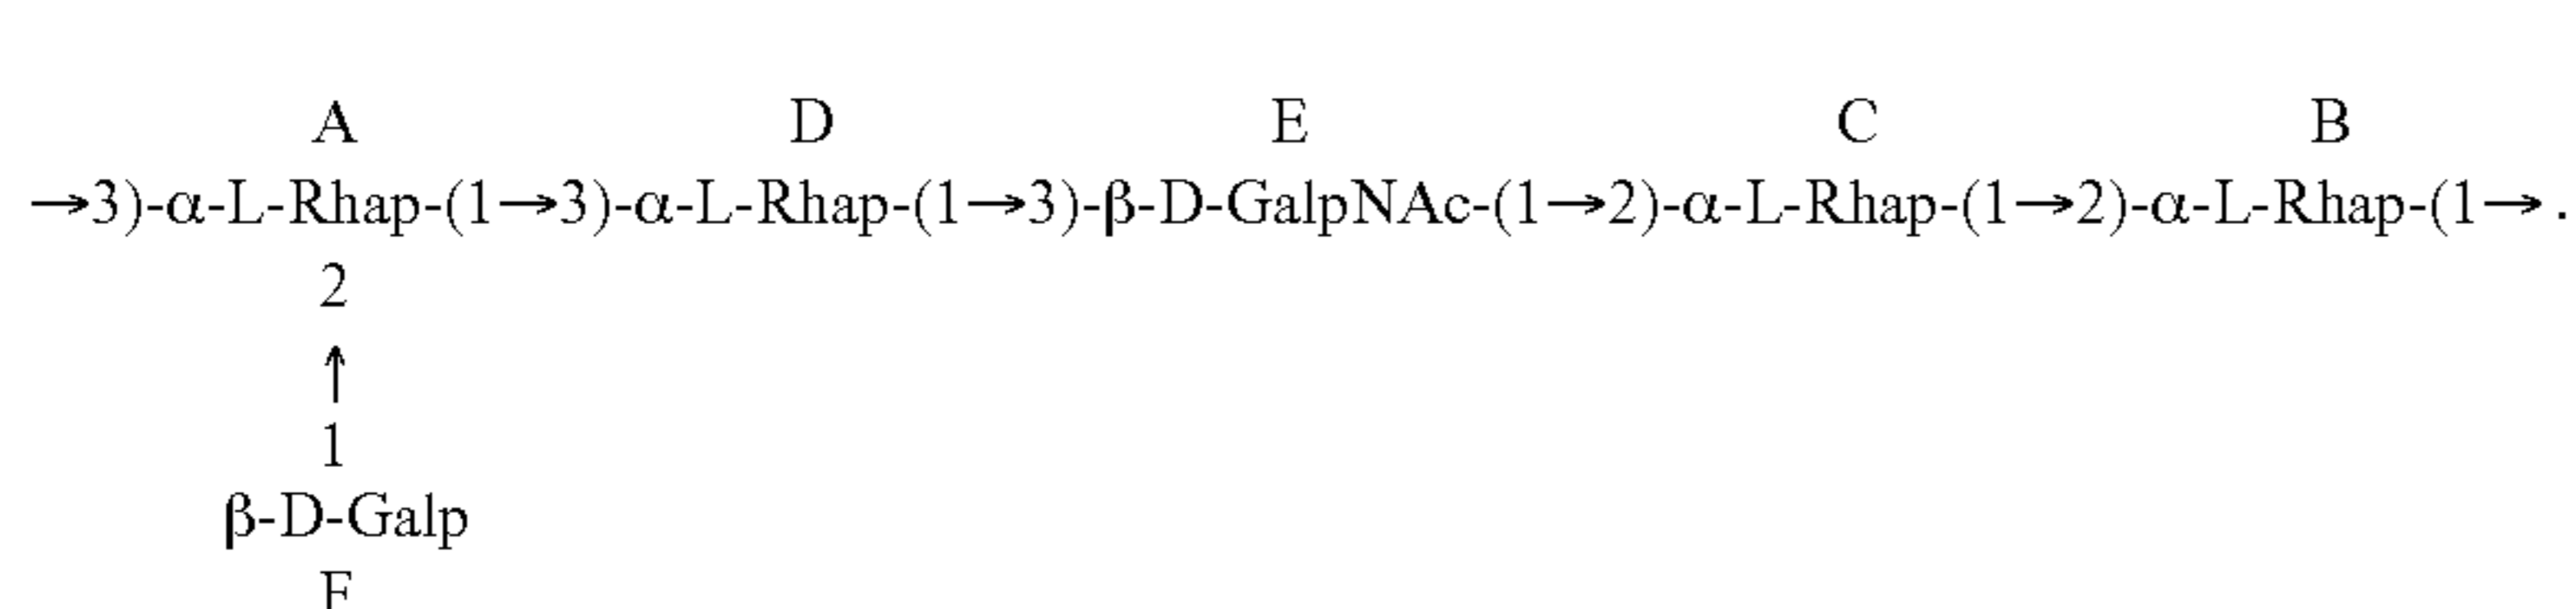 A D E C B
→3)-α-L-Rhap-(1→3)-α-L-Rhap-(1→3)-β-D-GalpNAc-(1→2)-α-L-Rhap-(1→2)-α-L-Rhap-(1→.
2
↑
1
β-D-Galp
F